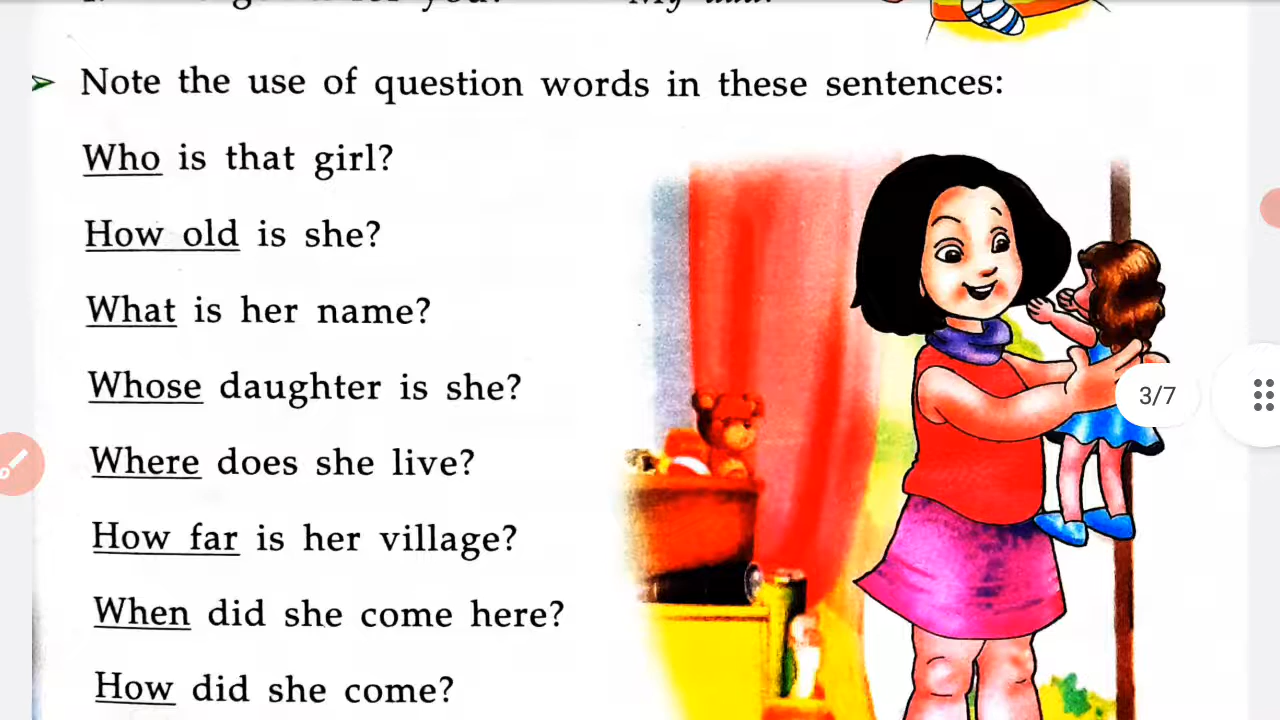 Note the use of question words in these sentences:
Who is that girl?
How old is she?
What is her name?
Whose daughter is she?
Where does she live?
How far is her village?
When did she come here?
How did she come?
3/7